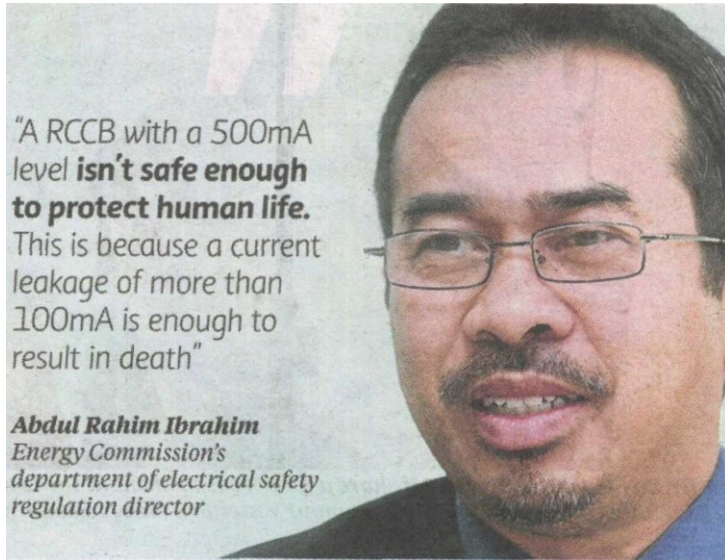 "A RCCB with a 500mA
level isn't safe enough
to protect human life.
This is because a current
leakage of more than
100mA is enough to
result in death"
Abdul Rahim Ibrahim
Energy Commission's
department of electrical safety
regulation director